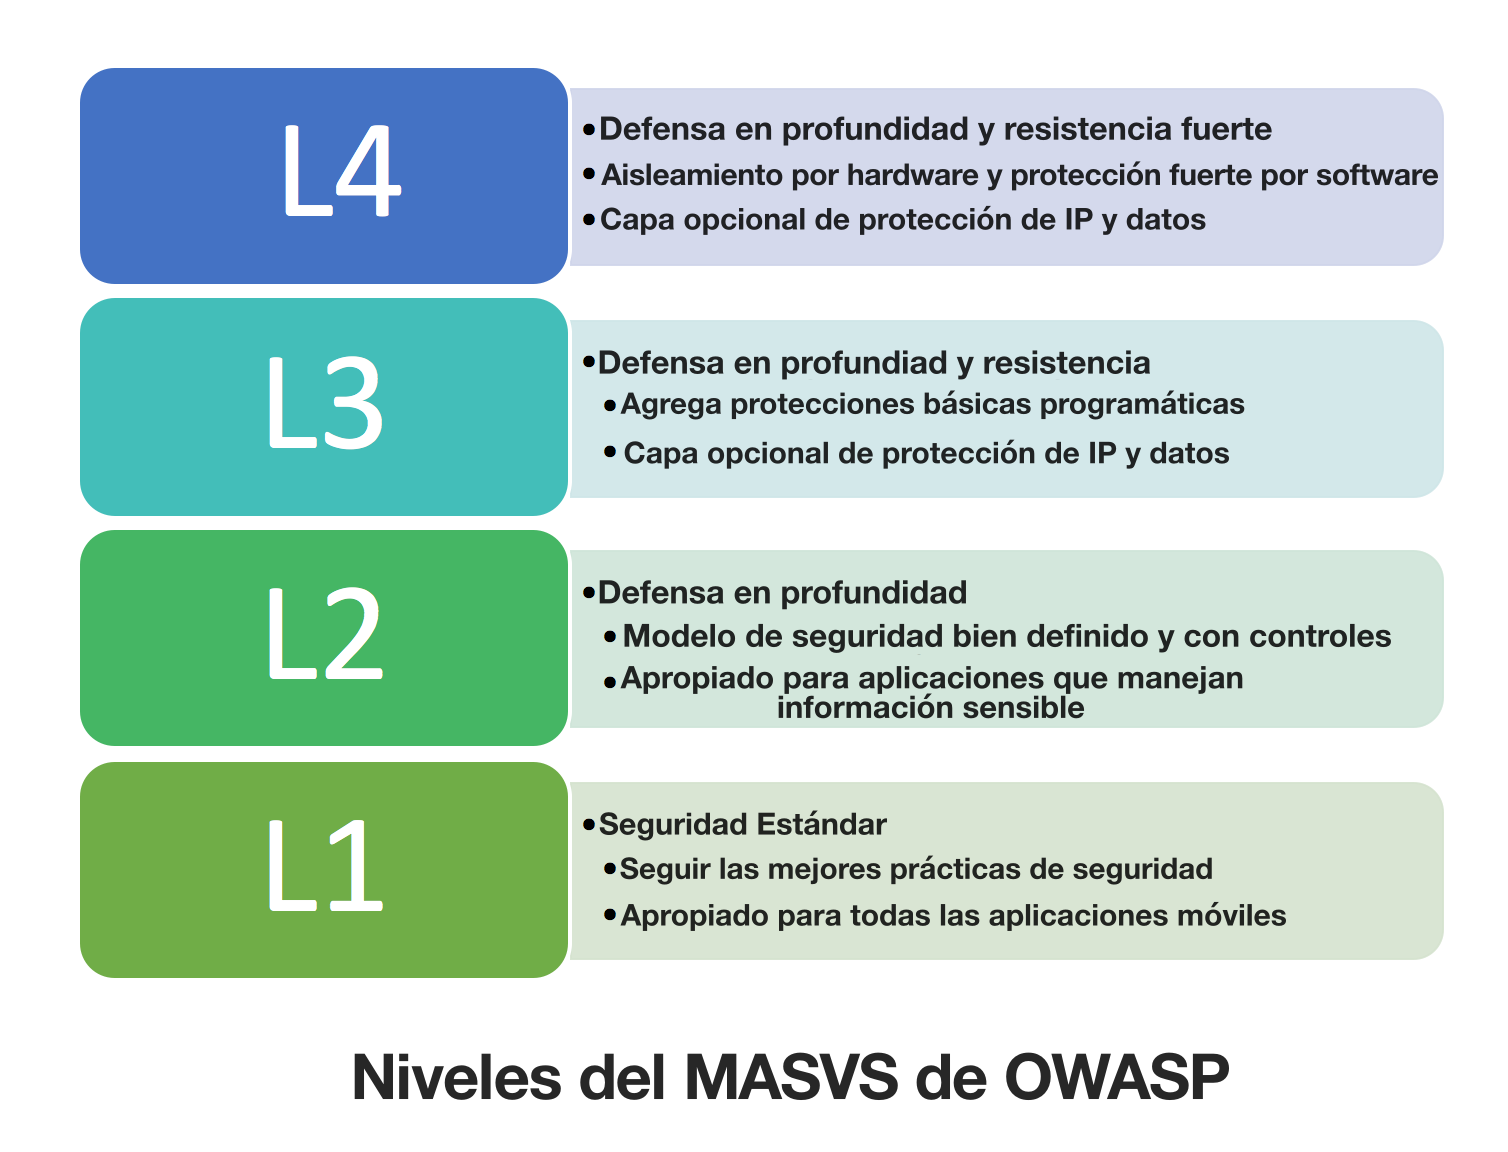 L4
•Defensa en profundidad y resistencia fuerte
•Aisleamiento por hardware y protección fuerte por software
•Capa opcional de protección de IP y datos
L3
•Defensa en profundiad y resistencia
•Agrega protecciones básicas programáticas
•Capa opcional de protección de IP y datos
L2
•Defensa en profundidad
•Modelo de seguridad bien definido y con controles
•Apropiado para aplicaciones que manejan
información sensible
L1
•Seguridad Estándar
•Seguir las mejores prácticas de seguridad
•Apropiado para todas las aplicaciones móviles
Niveles del MASVS de OWASP